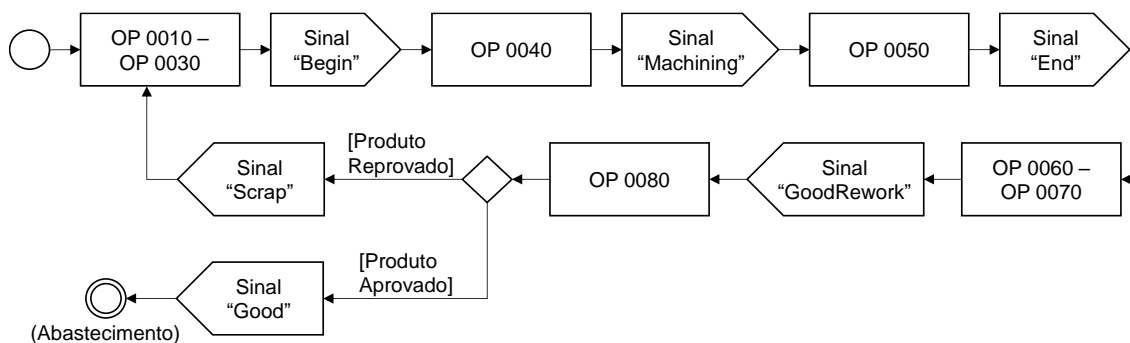 OP 0010 –
OP 0030
Sinal
“Begin”
OP 0040
Sinal
“Machining”
OP 0050
Sinal
“End”
[Produto
Reprovado]
Sinal
“Scrap”
OP 0080
Sinal
“GoodRework”
OP 0060 –
OP 0070
[Produto
Aprovado]
Sinal
“Good”
(Abastecimento)